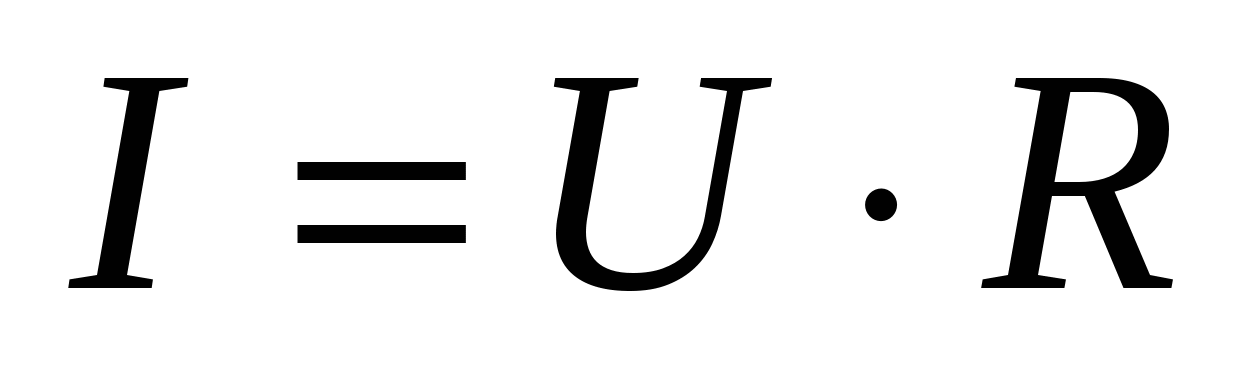 I = U · R